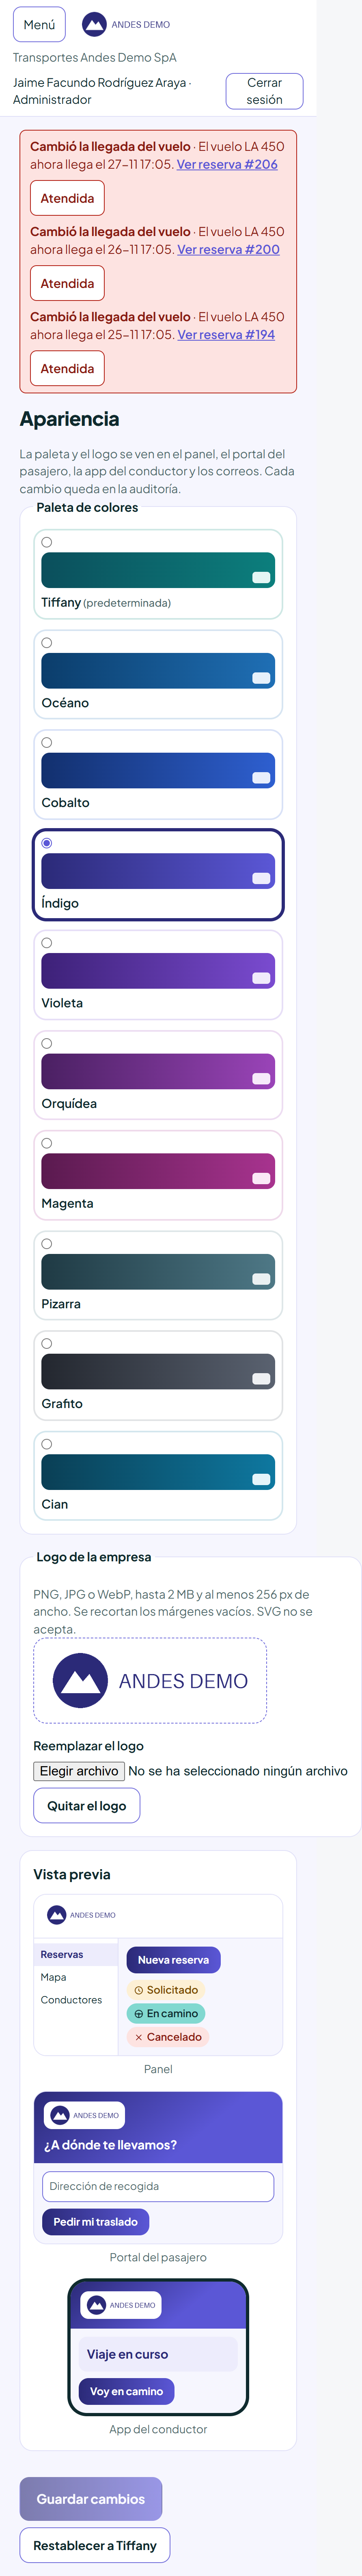 Menú
ANDES DEMO
Transportes Andes Demo SpA
Jaime Facundo Rodríguez Araya ·
Administrador
Cerrar
sesión
Cambió la llegada del vuelo · El vuelo LA 450
ahora llega el 27-11 17:05. Ver reserva #206
Atendida
Cambió la llegada del vuelo · El vuelo LA 450
ahora llega el 26-11 17:05. Ver reserva #200
Atendida
Cambió la llegada del vuelo · El vuelo LA 450
ahora llega el 25-11 17:05. Ver reserva #194
Atendida
Apariencia
La paleta y el logo se ven en el panel, el portal del
pasajero, la app del conductor y los correos. Cada
cambio queda en la auditoría.
Paleta de colores
Tiffany (predeterminada)
Océano
Cobalto
Índigo
Violeta
Orquídea
Magenta
Pizarra
Grafito
Cian
Logo de la empresa
PNG, JPG o WebP, hasta 2 MB y al menos 256 px de
ancho. Se recortan los márgenes vacíos. SVG no se
acepta.
ANDES DEMO
Reemplazar el logo
Elegir archivo No se ha seleccionado ningún archivo
Quitar el logo
Vista previa
ANDES DEMO
Reservas
Mapa
Conductores
Nueva reserva
Solicitado
En camino
Cancelado
Panel
ANDES DEMO
¿A dónde te llevamos?
Dirección de recogida
Pedir mi traslado
Portal del pasajero
ANDES DEMO
Viaje en curso
Voy en camino
App del conductor
Guardar cambios
Restablecer a Tiffany